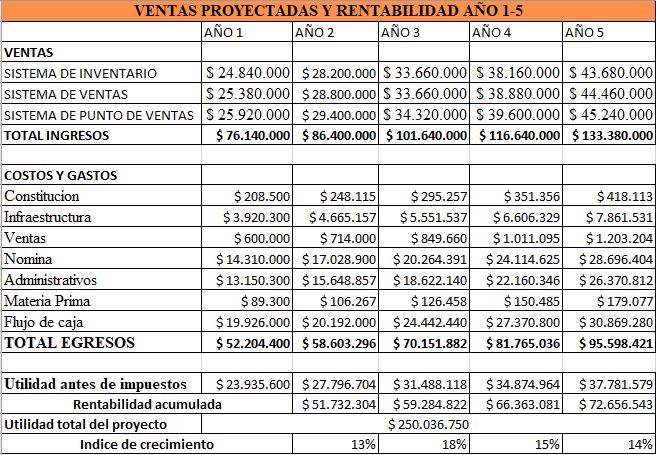 VENTAS PROYECTADAS Y RENTABILIDAD AÑO 1-5
AÑO 1 AÑO 2 AÑO 3 AÑO 4 AÑO 5
VENTAS
SISTEMA DE INVENTARIO $ 24.840.000 $ 28.200.000 $ 33.660.000 $ 38.160.000 $ 43.680.000
SISTEMA DE VENTAS $ 25.380.000 $ 28.800.000 $ 33.660.000 $ 38.880.000 $ 44.460.000
SISTEMA DE PUNTO DE VENTAS $ 25.920.000 $ 29.400.000 $ 34.320.000 $ 39.600.000 $ 45.240.000
TOTAL INGRESOS $ 76.140.000 $ 86.400.000 $ 101.640.000 $ 116.640.000 $ 133.380.000
COSTOS Y GASTOS
Constitucion $ 208.500 $ 248.115 $ 295.257 $ 351.356 $ 418.113
Infraestructura $ 3.920.300 $ 4.665.157 $ 5.551.537 $ 6.606.329 $ 7.861.531
Ventas $ 600.000 $ 714.000 $ 849.660 $ 1.011.095 $ 1.203.204
Nomina $ 14.310.000 $ 17.028.900 $ 20.264.391 $ 24.114.625 $ 28.696.404
Administrativos $ 13.150.300 $ 15.648.857 $ 18.622.140 $ 22.160.346 $ 26.370.812
Materia Prima $ 89.300 $ 106.267 $ 126.458 $ 150.485 $ 179.077
Flujo de caja $ 19.926.000 $ 20.192.000 $ 24.442.440 $ 27.370.800 $ 30.869.280
TOTAL EGRESOS $ 52.204.400 $ 58.603.296 $ 70.151.882 $ 81.765.036 $ 95.598.421
Utilidad antes de impuestos $ 23.935.600 $ 27.796.704 $ 31.488.118 $ 34.874.964 $ 37.781.579
Rentabilidad acumulada $ 51.732.304 $ 59.284.822 $ 66.363.081 $ 72.656.543
Utilidad total del proyecto $ 250.036.750
Indice de crecimiento 13% 18% 15% 14%